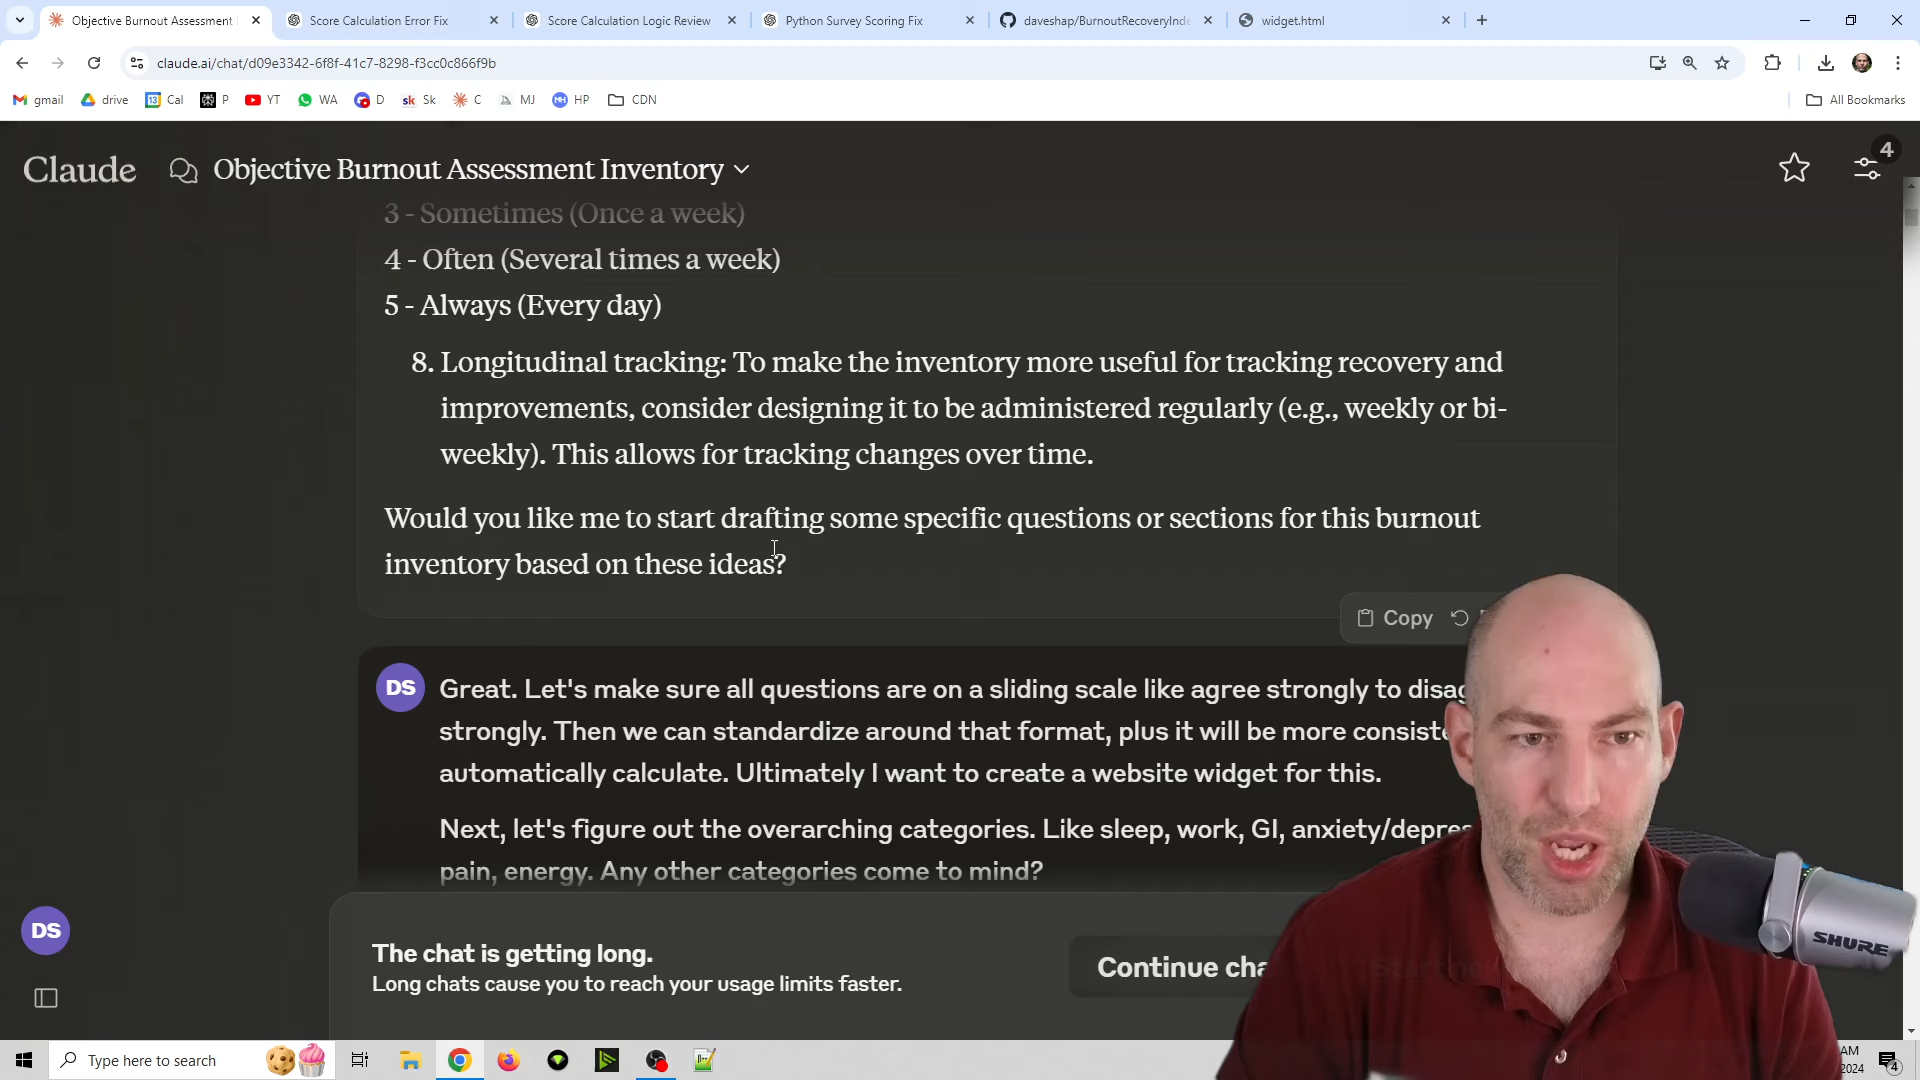 Objective Burnout Assessment
Score Calculation Error Fix
Score Calculation Logic Review
Python Survey Scoring Fix
daveshap/BurnoutRecoveryInde
widget.html
claude.ai/chat/d09e3342-6f8f-41c7-8298-f3cc0c866f9b
gmail
drive
13 Cal
P
YT
WA
D
sk Sk
C
MJ
MH HP
CDN
All Bookmarks
Claude
Objective Burnout Assessment Inventory
4
3 - Sometimes (Once a week)
4 - Often (Several times a week)
5 - Always (Every day)
8. Longitudinal tracking: To make the inventory more useful for tracking recovery and
improvements, consider designing it to be administered regularly (e.g., weekly or bi-
weekly). This allows for tracking changes over time.
Would you like me to start drafting some specific questions or sections for this burnout
inventory based on these ideas?
Copy
DS
Great. Let's make sure all questions are on a sliding scale like agree strongly to disag
strongly. Then we can standardize around that format, plus it will be more consiste
automatically calculate. Ultimately I want to create a website widget for this.
Next, let's figure out the overarching categories. Like sleep, work, GI, anxiety/depres
pain, energy. Any other categories come to mind?
DS
The chat is getting long.
Long chats cause you to reach your usage limits faster.
Continue cha
SHURE
Type here to search
AM
2024
4